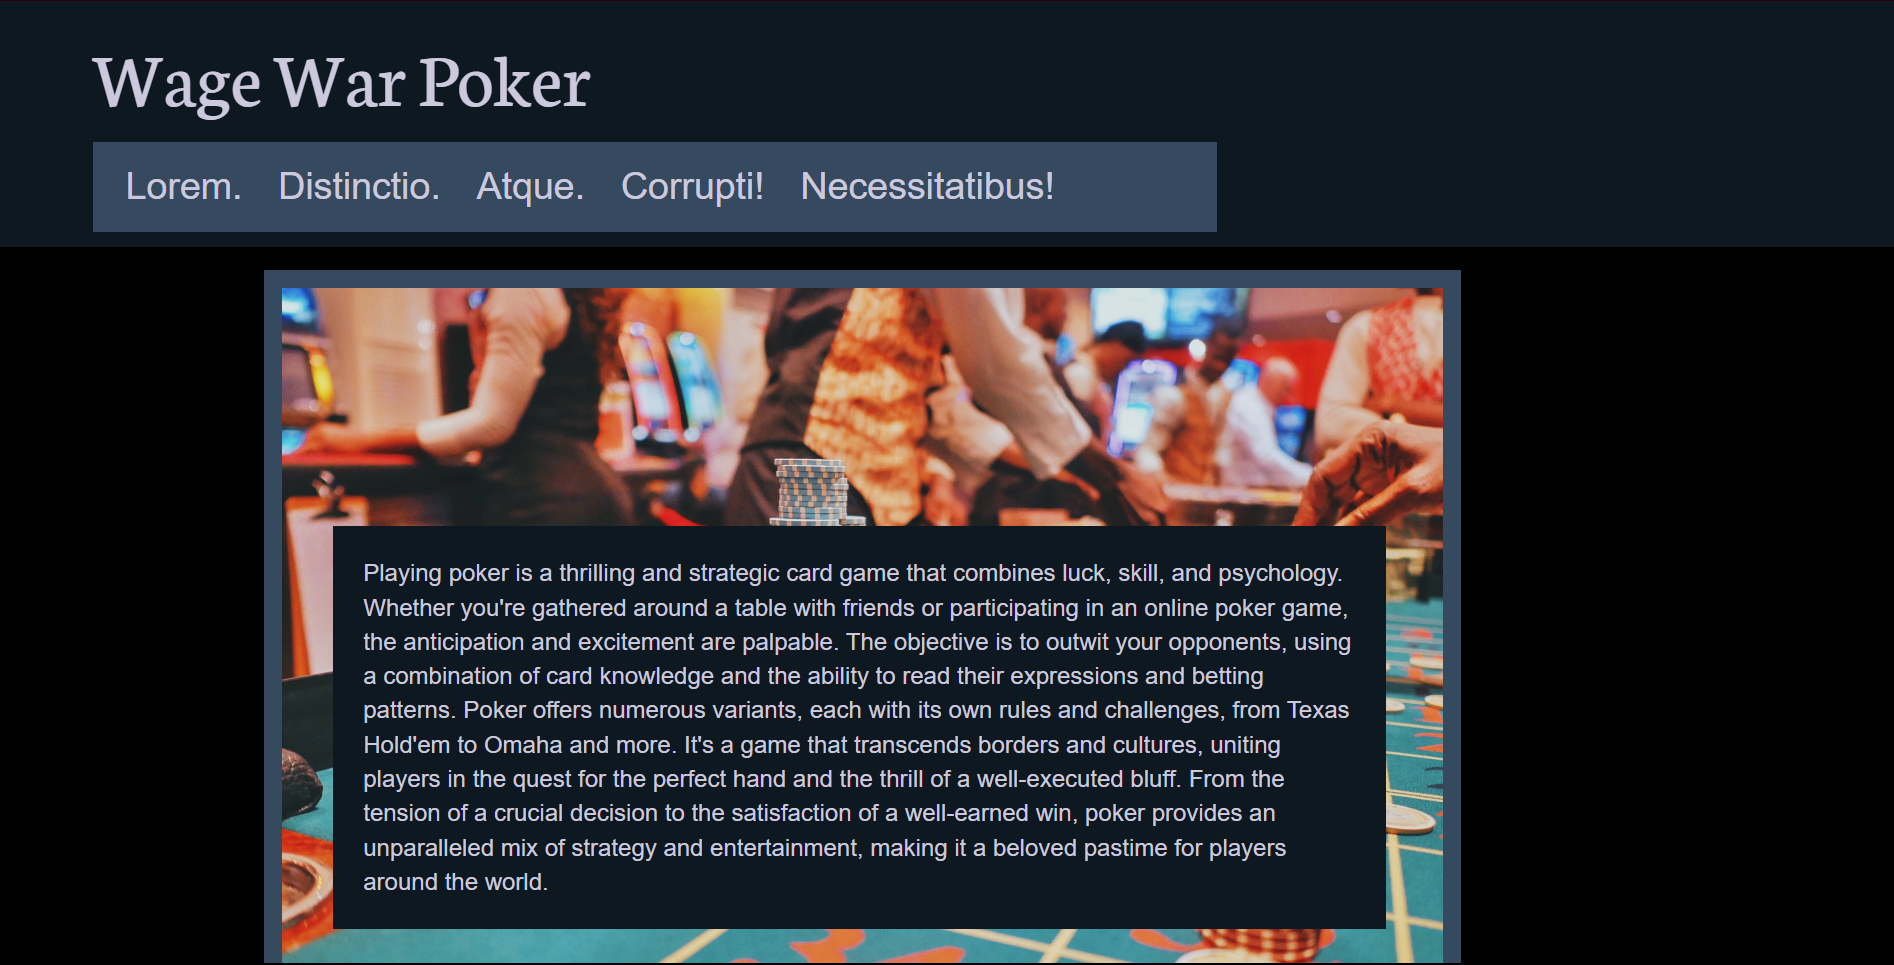 Wage War Poker
Lorem. Distinctio. Atque. Corrupti! Necessitatibus!
Playing poker is a thrilling and strategic card game that combines luck, skill, and psychology.
Whether you're gathered around a table with friends or participating in an online poker game,
the anticipation and excitement are palpable. The objective is to outwit your opponents, using
a combination of card knowledge and the ability to read their expressions and betting
patterns. Poker offers numerous variants, each with its own rules and challenges, from Texas
Hold'em to Omaha and more. It's a game that transcends borders and cultures, uniting
players in the quest for the perfect hand and the thrill of a well-executed bluff. From the
tension of a crucial decision to the satisfaction of a well-earned win, poker provides an
unparalleled mix of strategy and entertainment, making it a beloved pastime for players
around the world.